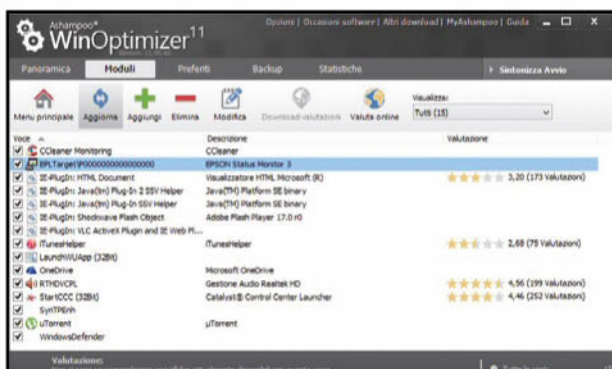 Ashampoo®
WinOptimizer 11
Opzioni | Occasioni software | Altri download | MyAshampoo | Guida
Panoramica Moduli Preferiti Backup Statistiche Sintonizza Avvio
Menu principale Aggiorna Aggiungi Elimina Modifica Download valutazioni Valuta online
Visualizza:
Tutti (15)
Voce Descrizione Valutazione
CCleaner Monitoring CCleaner
EPLTarget\P0000000000000000 EPSON Status Monitor 3
IE-PlugIn: HTML Document Visualizzatore HTML Microsoft (R) 3,20 (173 Valutazioni)
IE-PlugIn: Java(tm) Plug-In 2 SSV Helper Java(TM) Platform SE binary
IE-PlugIn: Java(tm) Plug-In SSV Helper Java(TM) Platform SE binary
IE-PlugIn: Shockwave Flash Object Adobe Flash Player 17.0 r0
IE-PlugIn: VLC ActiveX Plugin and IE Web Pl...
iTunesHelper iTunesHelper 2,68 (75 Valutazioni)
LaunchWUApp (32Bit)
OneDrive Microsoft OneDrive
RTHDVCPL Gestione Audio Realtek HD 4,56 (199 Valutazioni)
StartCCC (32Bit) Catalyst® Control Center Launcher 4,46 (252 Valutazioni)
SynTPEnh
uTorrent µTorrent
WindowsDefender
Valutazione: